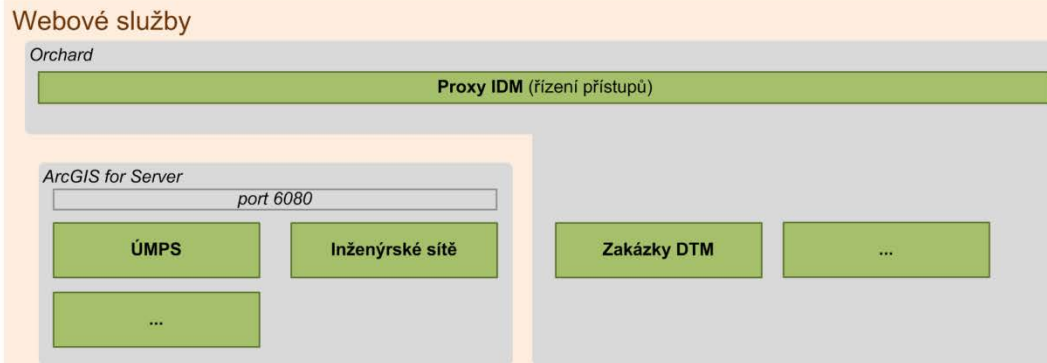 Webové služby
Orchard
Proxy IDM (řízení přístupů)
ArcGIS for Server
port 6080
ÚMPS
Inženýrské sítě
Zakázky DTM
...
...